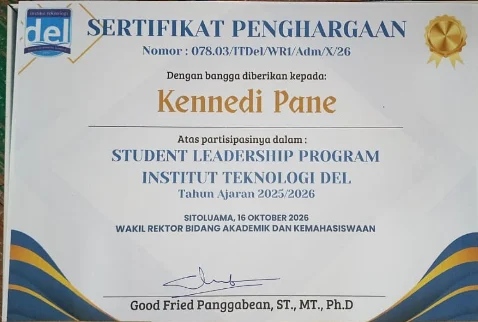 del
SERTIFIKAT PENGHARGAAN
Nomor : 078.03/ITDel/WR1/Adm/X/26
Dengan bangga diberikan kepada:
Kennedi Pane
Atas partisipasinya dalam :
STUDENT LEADERSHIP PROGRAM
INSTITUT TEKNOLOGI DEL
Tahun Ajaran 2025/2026
SITOLUAMA, 16 OKTOBER 2026
WAKIL REKTOR BIDANG AKADEMIK DAN KEMAHASISWAAN
Good Fried Panggabean, ST., MT., Ph.D